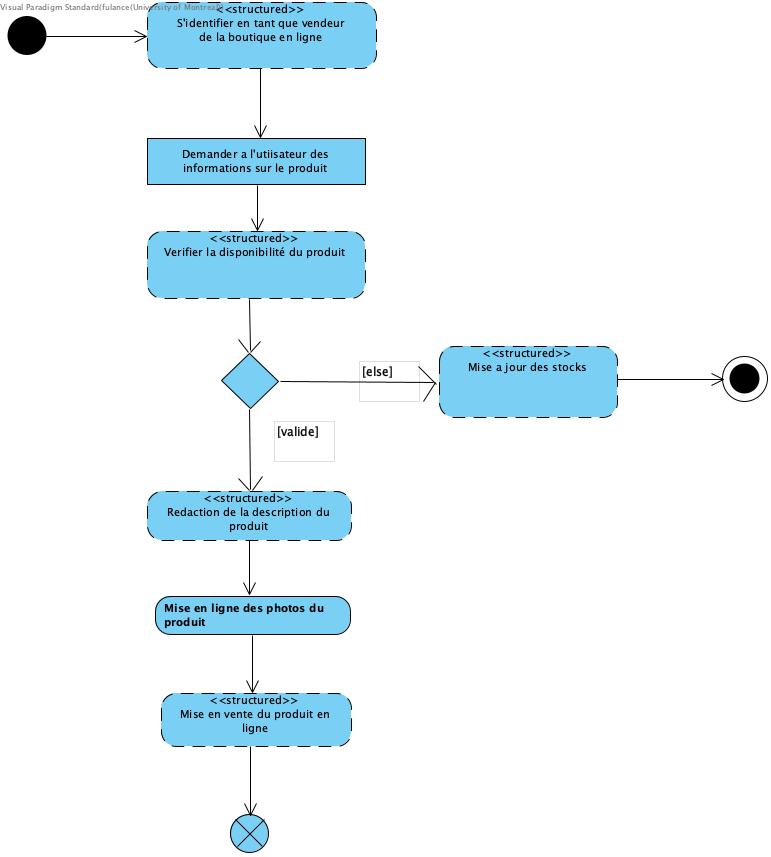 Visual Paradigm Standard(fulance(University of Montreal))
<<structured>>
S'identifier en tant que vendeur
de la boutique en ligne
Demander a l'utiisateur des
informations sur le produit
<<structured>>
Verifier la disponibilité du produit
[else]
<<structured>>
Mise a jour des stocks
[valide]
<<structured>>
Redaction de la description du
produit
Mise en ligne des photos du
produit
<<structured>>
Mise en vente du produit en
ligne